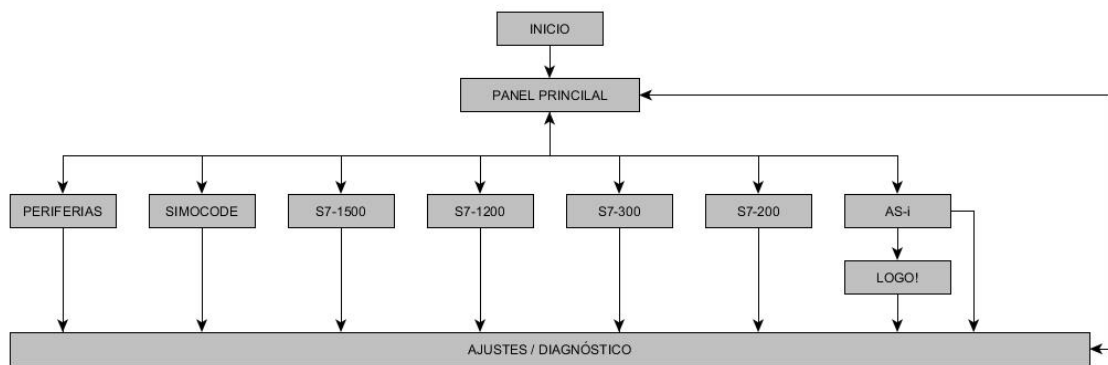 INICIO
PANEL PRINCILAL
PERIFERIAS
SIMOCODE
S7-1500
S7-1200
S7-300
S7-200
AS-i
LOGO!
AJUSTES / DIAGNÓSTICO